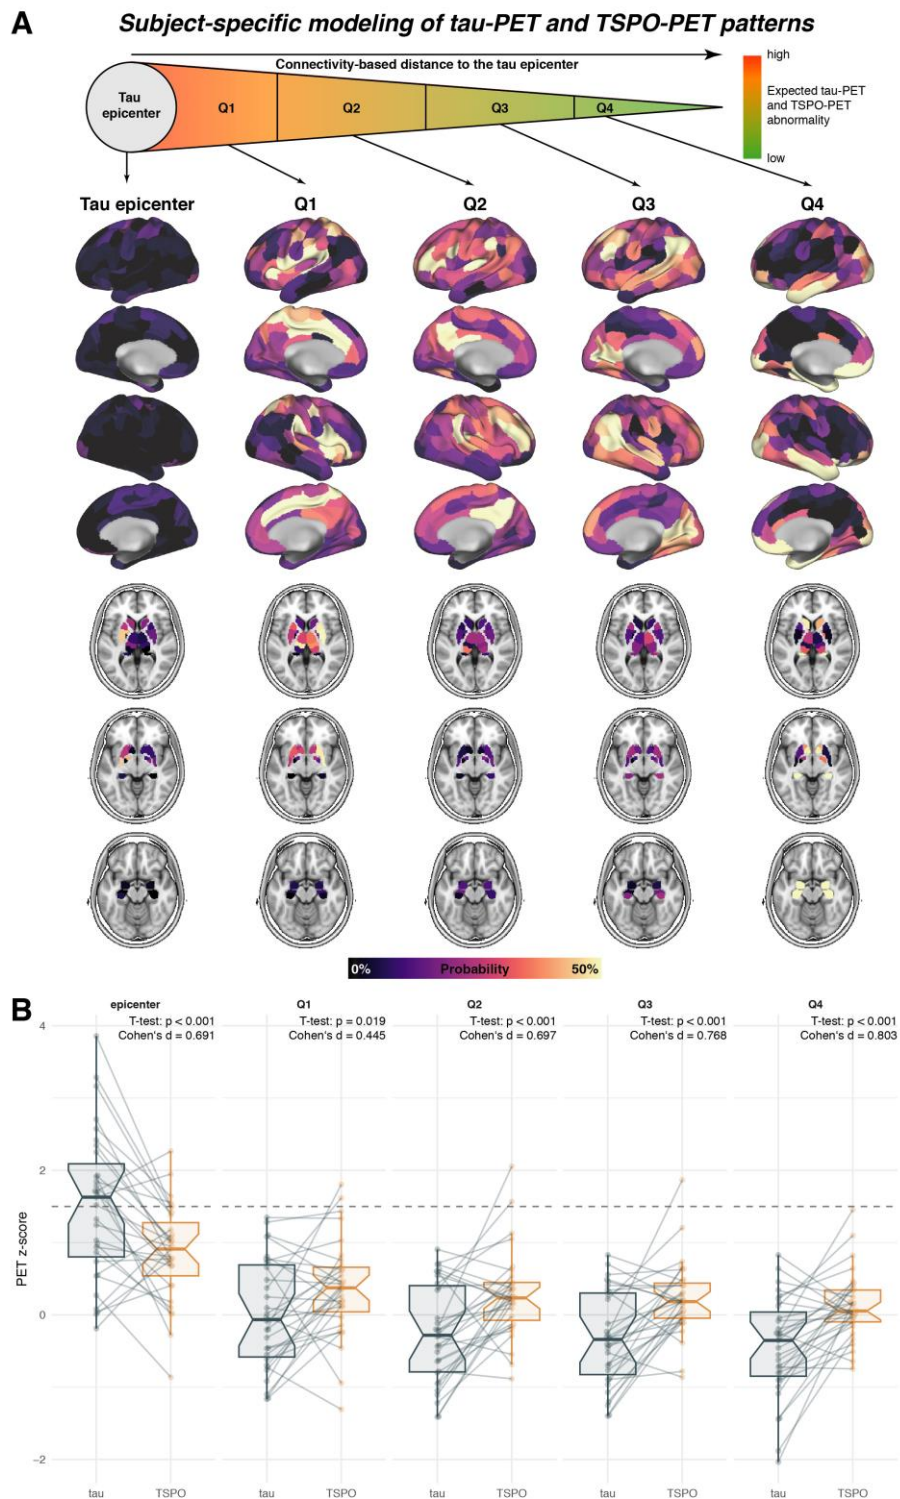 A
Subject-specific modeling of tau-PET and TSPO-PET patterns
Connectivity-based distance to the tau epicenter
high
Tau
epicenter
Q1
Q2
Q3
Q4
Expected tau-PET
and TSPO-PET
abnormality
low
Tau epicenter
Q1
Q2
Q3
Q4
0%
Probability
50%
B
epicenter
Q1
Q2
Q3
Q4
T-test: p < 0.001
Cohen's d = 0.691
T-test: p = 0.019
Cohen's d = 0.445
T-test: p < 0.001
Cohen's d = 0.697
T-test: p < 0.001
Cohen's d = 0.768
T-test: p < 0.001
Cohen's d = 0.803
PET z-score
4
2
0
−2
tau
TSPO
tau
TSPO
tau
TSPO
tau
TSPO
tau
TSPO